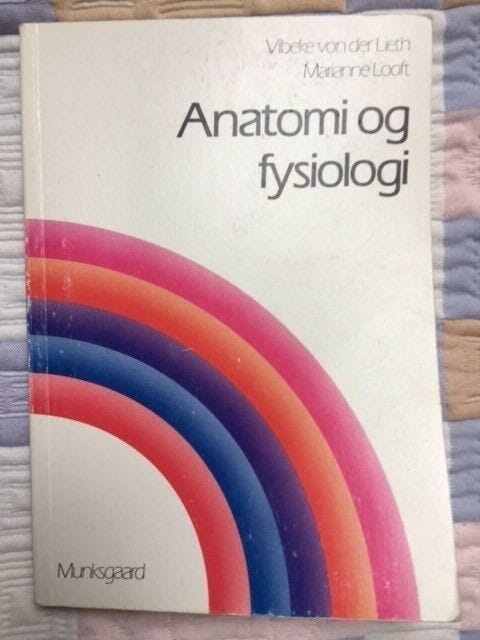 Vibeke von der Lieth
Marianne Looft
Anatomi og
fysiologi
Munksgaard